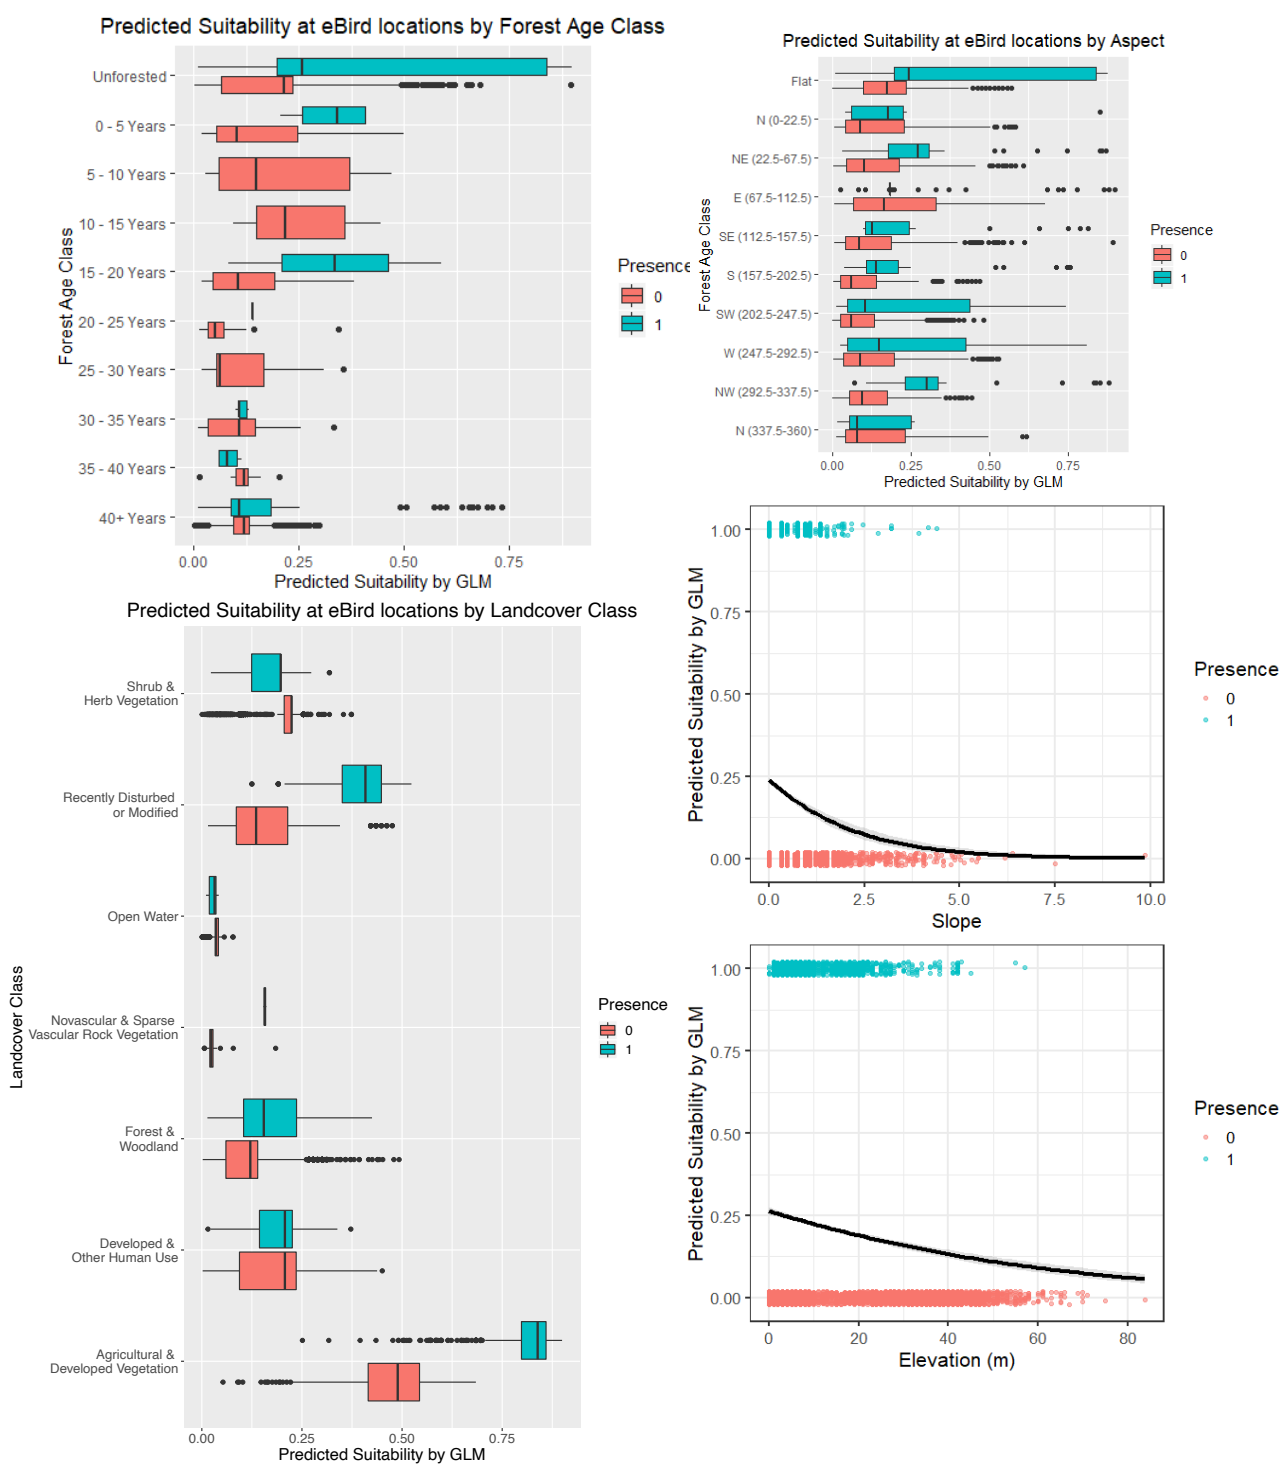 Predicted Suitability at eBird locations by Forest Age Class
Forest Age Class
Unforested
0 - 5 Years
5 - 10 Years
10 - 15 Years
15 - 20 Years
20 - 25 Years
25 - 30 Years
30 - 35 Years
35 - 40 Years
40+ Years
0.00 0.25 0.50 0.75
Predicted Suitability by GLM
Presence
0
1
Predicted Suitability at eBird locations by Aspect
Forest Age Class
Flat
N (0-22.5)
NE (22.5-67.5)
E (67.5-112.5)
SE (112.5-157.5)
S (157.5-202.5)
SW (202.5-247.5)
W (247.5-292.5)
NW (292.5-337.5)
N (337.5-360)
0.00 0.25 0.50 0.75
Predicted Suitability by GLM
Presence
0
1
Predicted Suitability at eBird locations by Landcover Class
Landcover Class
Shrub &
Herb Vegetation
Recently Disturbed
or Modified
Open Water
Novascular & Sparse
Vascular Rock Vegetation
Forest &
Woodland
Developed &
Other Human Use
Agricultural &
Developed Vegetation
0.00 0.25 0.50 0.75
Predicted Suitability by GLM
Presence
0
1
Predicted Suitability by GLM
1.00
0.75
0.50
0.25
0.00
0.0 2.5 5.0 7.5 10.0
Slope
Presence
0
1
Predicted Suitability by GLM
1.00
0.75
0.50
0.25
0.00
0 20 40 60 80
Elevation (m)
Presence
0
1